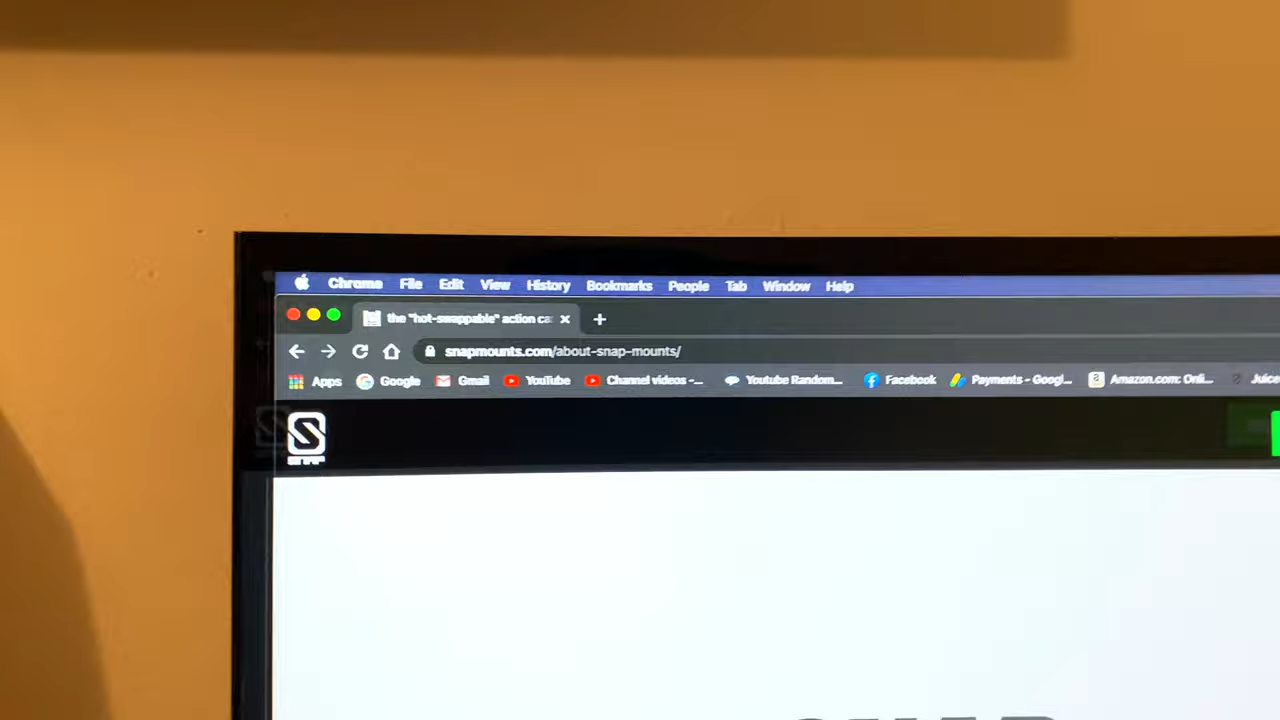 Chrome File Edit View History Bookmarks People Tab Window Help
the "hot-swappable" action ca
snapmounts.com/about-snap-mounts/
Apps Google Gmail YouTube Channel videos -... Youtube Random... Facebook Payments - Googl... Amazon.com: Onli... Juice